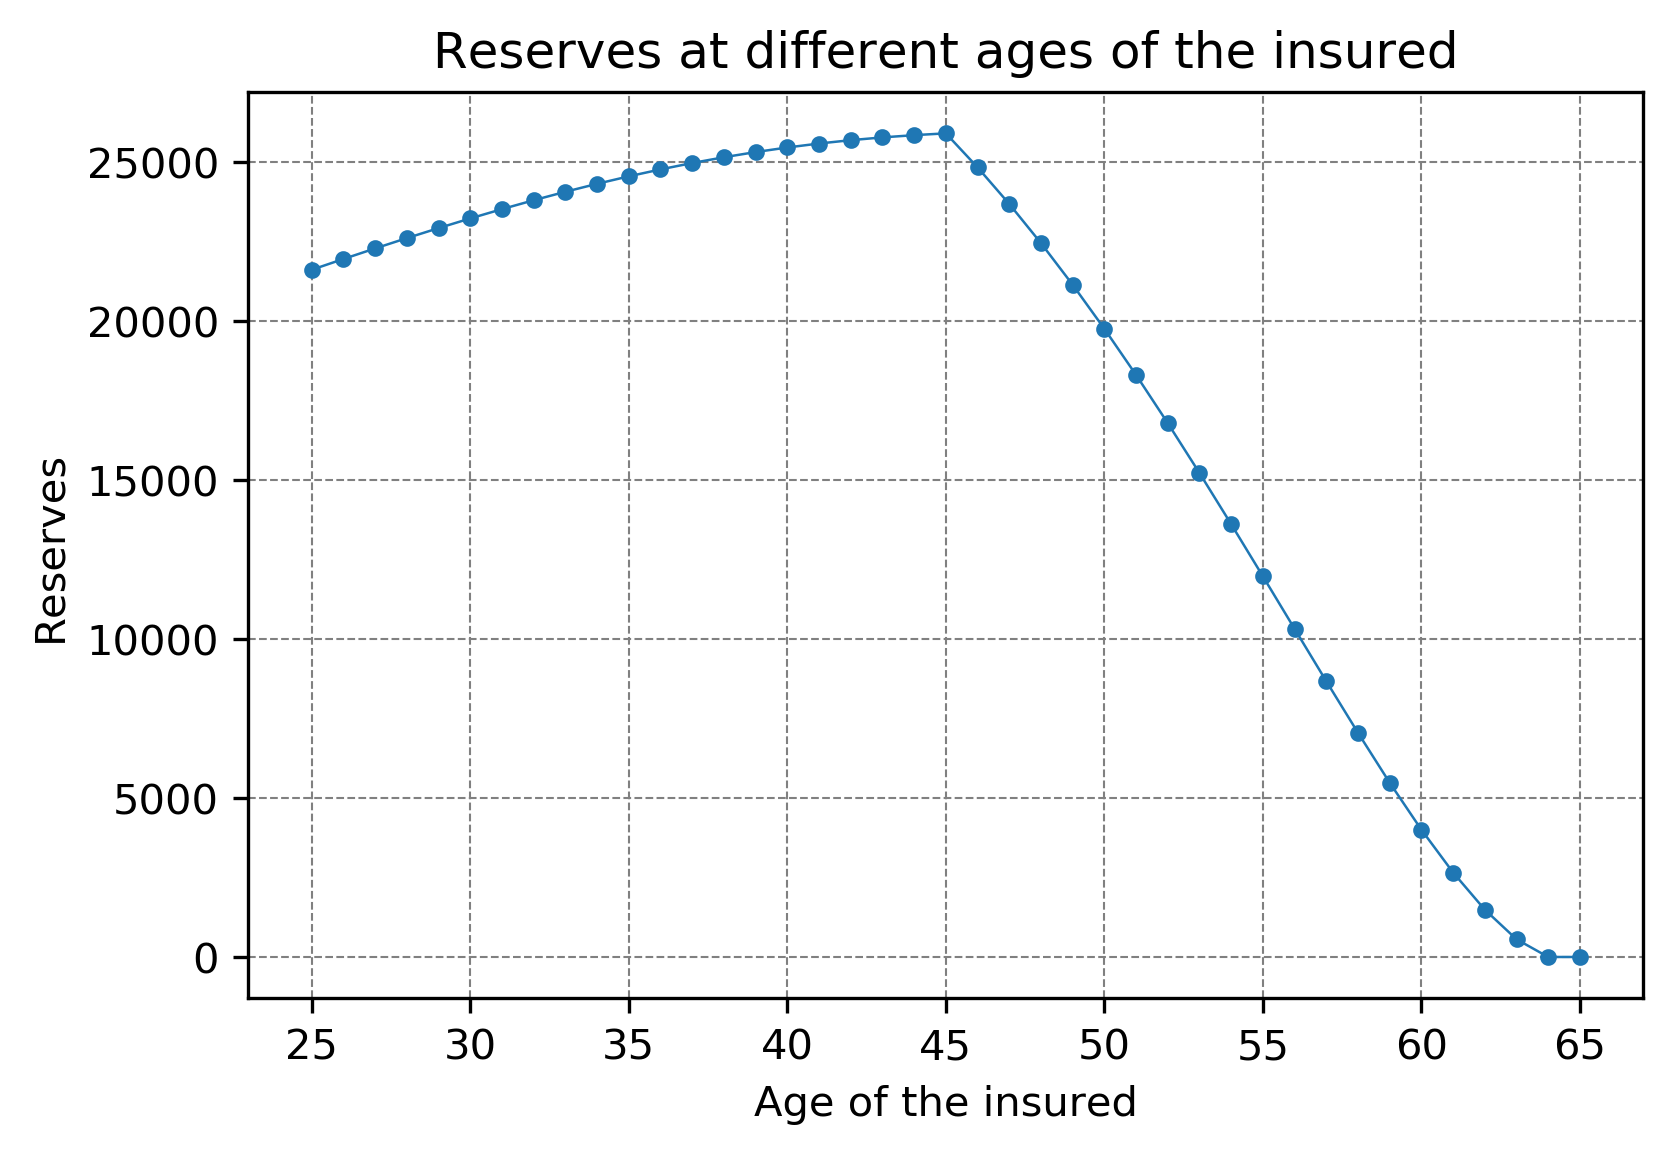 Reserves at different ages of the insured
Reserves
25000
20000
15000
10000
5000
0
25 30 35 40 45 50 55 60 65
Age of the insured